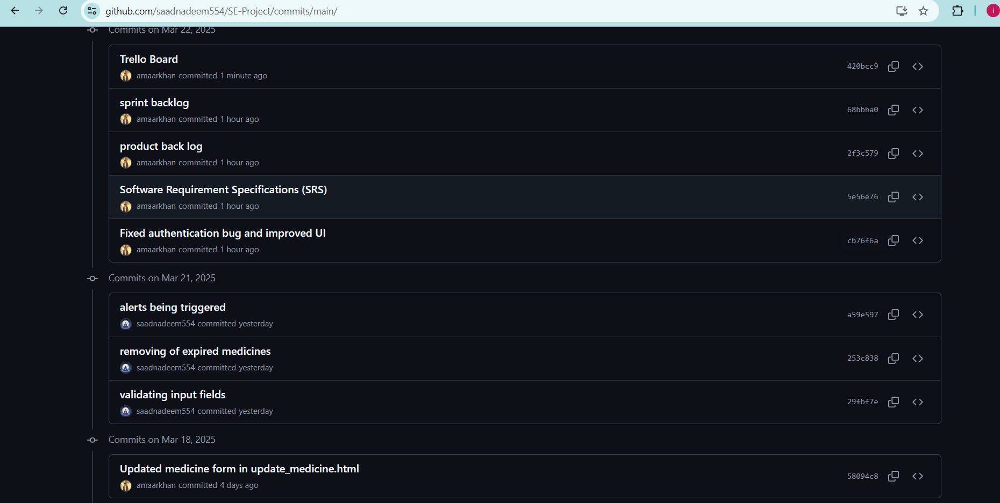 github.com/saadnadeem554/SE-Project/commits/main/
i
Commits on Mar 22, 2025
Trello Board
amaarkhan committed 1 minute ago
420bcc9
sprint backlog
amaarkhan committed 1 hour ago
68bbba0
product back log
amaarkhan committed 1 hour ago
2f3c579
Software Requirement Specifications (SRS)
amaarkhan committed 1 hour ago
5e56e76
Fixed authentication bug and improved UI
amaarkhan committed 1 hour ago
cb76f6a
Commits on Mar 21, 2025
alerts being triggered
saadnadeem554 committed yesterday
a59e597
removing of expired medicines
saadnadeem554 committed yesterday
253c838
validating input fields
saadnadeem554 committed yesterday
29fbf7e
Commits on Mar 18, 2025
Updated medicine form in update_medicine.html
amaarkhan committed 4 days ago
58094c8